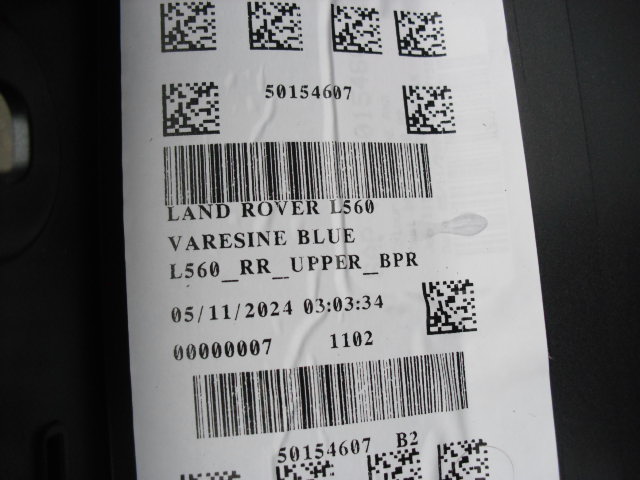 50154607
LAND ROVER L560
VARESINE BLUE
L560_RR_UPPER_BPR
05/11/2024 03:03:34
00000007 1102
50154607 B2